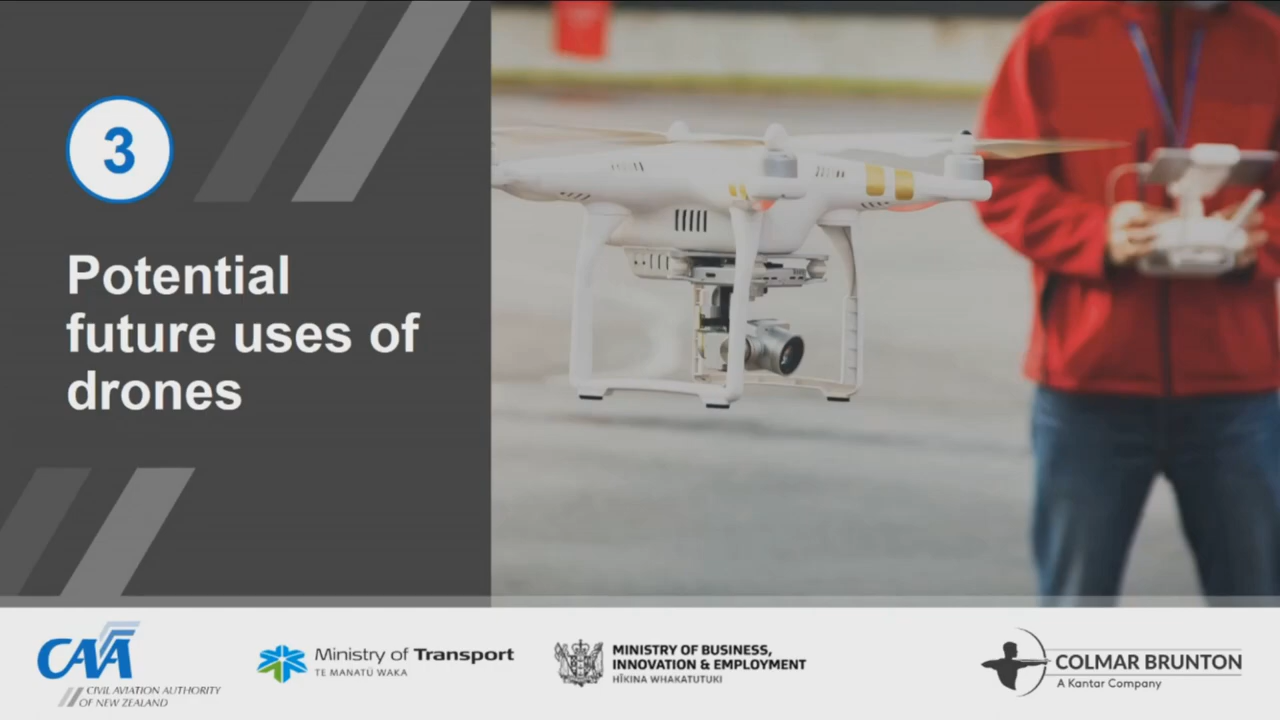 3
Potential
future uses of
drones
CAA
CIVIL AVIATION AUTHORITY
OF NEW ZEALAND
Ministry of Transport
TE MANATŪ WAKA
MINISTRY OF BUSINESS,
INNOVATION & EMPLOYMENT
HĪKINA WHAKATUTUKI
COLMAR BRUNTON
A Kantar Company